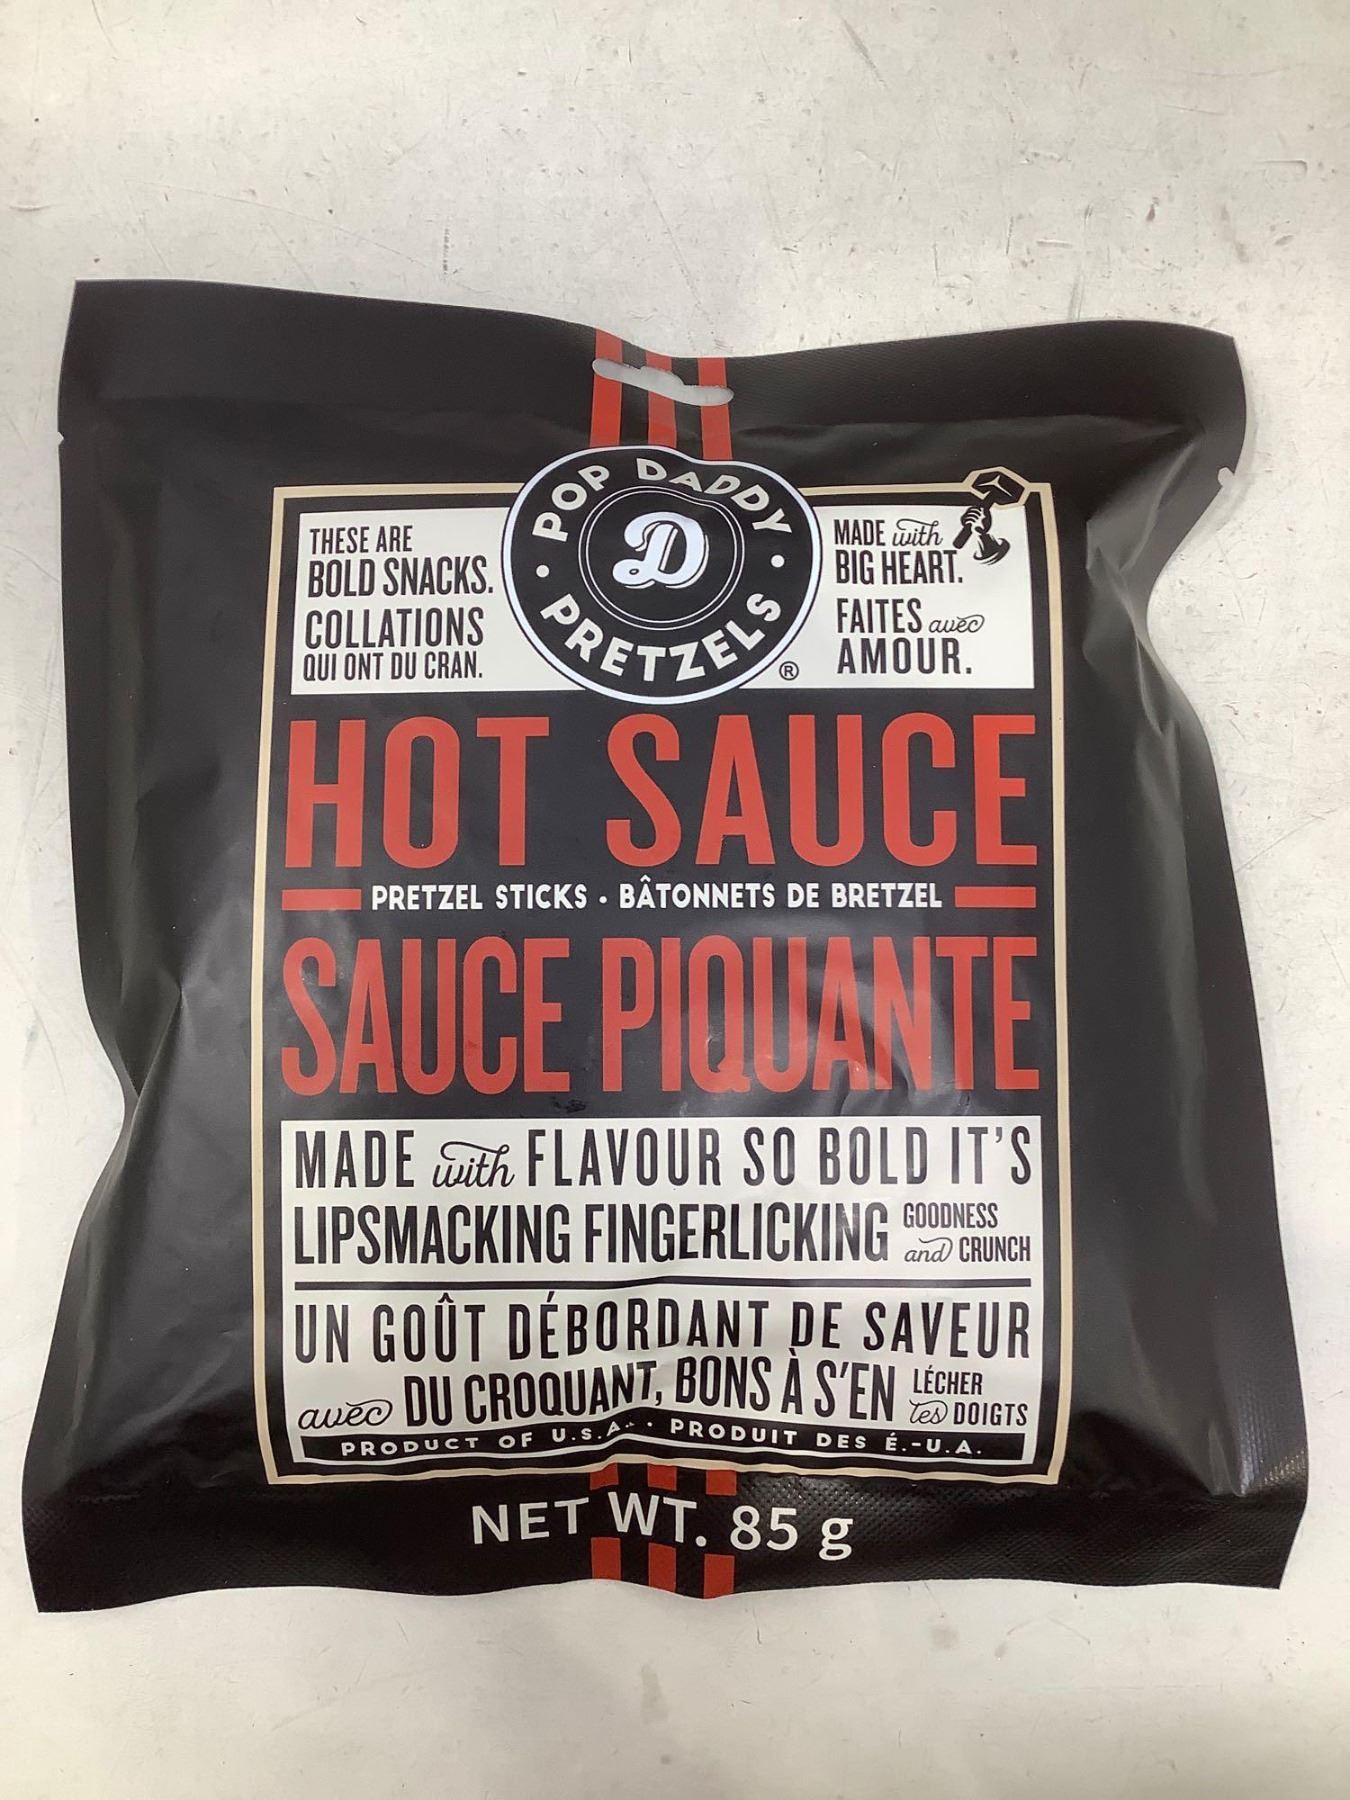 POP DADDY
D
PRETZELS
®
THESE ARE
BOLD SNACKS.
COLLATIONS
QUI ONT DU CRAN.
MADE with
BIG HEART.
FAITES avec
AMOUR.
HOT SAUCE
PRETZEL STICKS • BÂTONNETS DE BRETZEL
SAUCE PIQUANTE
MADE with FLAVOUR SO BOLD IT'S
LIPSMACKING FINGERLICKING GOODNESS and CRUNCH
UN GOÛT DÉBORDANT DE SAVEUR
avec DU CROQUANT, BONS À S'EN LÉCHER les DOIGTS
PRODUCT OF U.S.A. • PRODUIT DES É.-U.A.
NET WT. 85 g